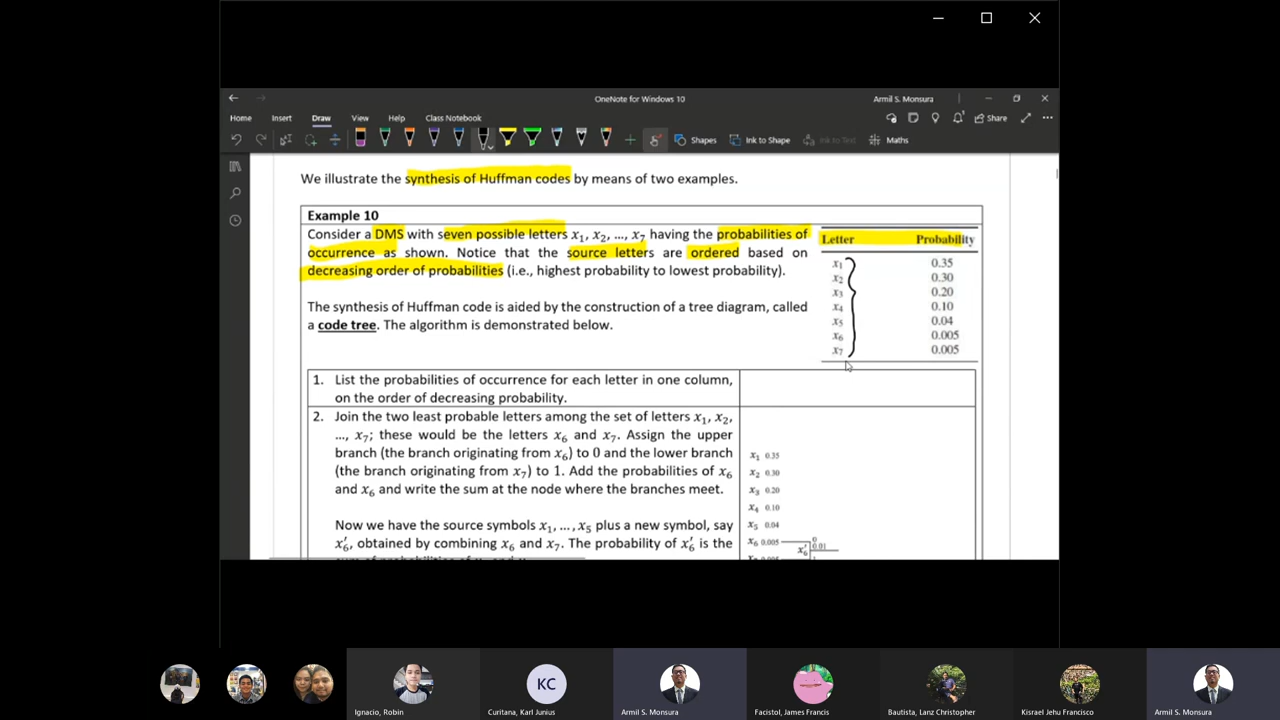 OneNote for Windows 10
Armil S. Monsura
Home Insert Draw View Help Class Notebook
Share
Shapes Ink to Shape Ink to Text Maths
We illustrate the synthesis of Huffman codes by means of two examples.
Example 10
Consider a DMS with seven possible letters x₁, x₂, ..., x₇ having the probabilities of
occurrence as shown. Notice that the source letters are ordered based on
decreasing order of probabilities (i.e., highest probability to lowest probability).
The synthesis of Huffman code is aided by the construction of a tree diagram, called
a code tree. The algorithm is demonstrated below.
Letter Probability
x₁ 0.35
x₂ 0.30
x₃ 0.20
x₄ 0.10
x₅ 0.04
x₆ 0.005
x₇ 0.005
1. List the probabilities of occurrence for each letter in one column,
on the order of decreasing probability.
2. Join the two least probable letters among the set of letters x₁, x₂,
..., x₇; these would be the letters x₆ and x₇. Assign the upper
branch (the branch originating from x₆) to 0 and the lower branch
(the branch originating from x₇) to 1. Add the probabilities of x₆
and x₆ and write the sum at the node where the branches meet.
Now we have the source symbols x₁, ..., x₅ plus a new symbol, say
x₆′, obtained by combining x₆ and x₇. The probability of x₆′ is the
x₁ 0.35
x₂ 0.30
x₃ 0.20
x₄ 0.10
x₅ 0.04
x₆ 0.005 x₆′ 0 0.01
Ignacio, Robin
KC
Curitana, Karl Junius
Armil S. Monsura
Facistol, James Francis
Bautista, Lanz Christopher
Kisrael Jehu Francisco
Armil S. Monsura